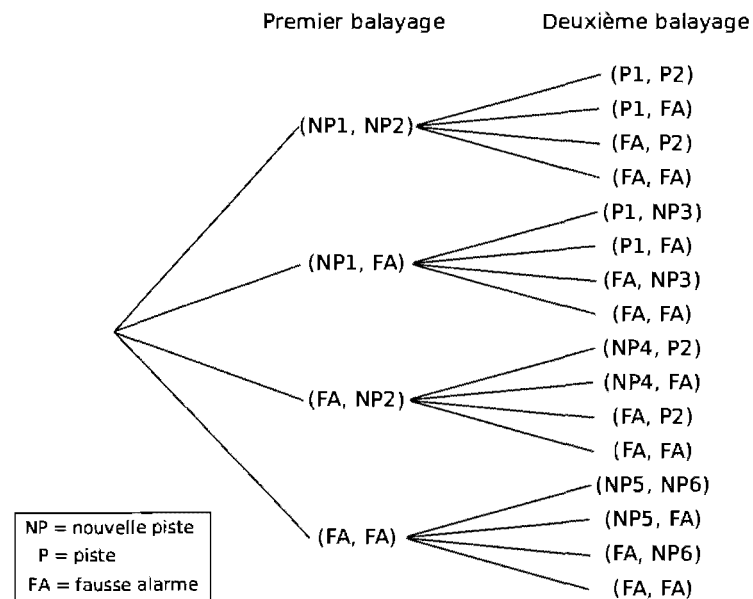 Premier balayage
Deuxième balayage
(NP1, NP2)
(P1, P2)
(P1, FA)
(FA, P2)
(FA, FA)
(NP1, FA)
(P1, NP3)
(P1, FA)
(FA, NP3)
(FA, FA)
(FA, NP2)
(NP4, P2)
(NP4, FA)
(FA, P2)
(FA, FA)
(FA, FA)
(NP5, NP6)
(NP5, FA)
(FA, NP6)
(FA, FA)
NP = nouvelle piste
P = piste
FA = fausse alarme